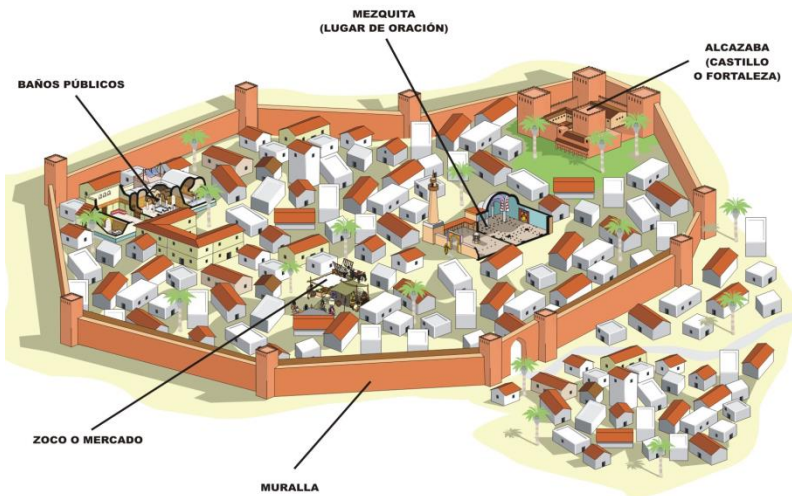 MEZQUITA
(LUGAR DE ORACIÓN)
ALCAZABA
(CASTILLO
O FORTALEZA)
BAÑOS PÚBLICOS
ZOCO O MERCADO
MURALLA